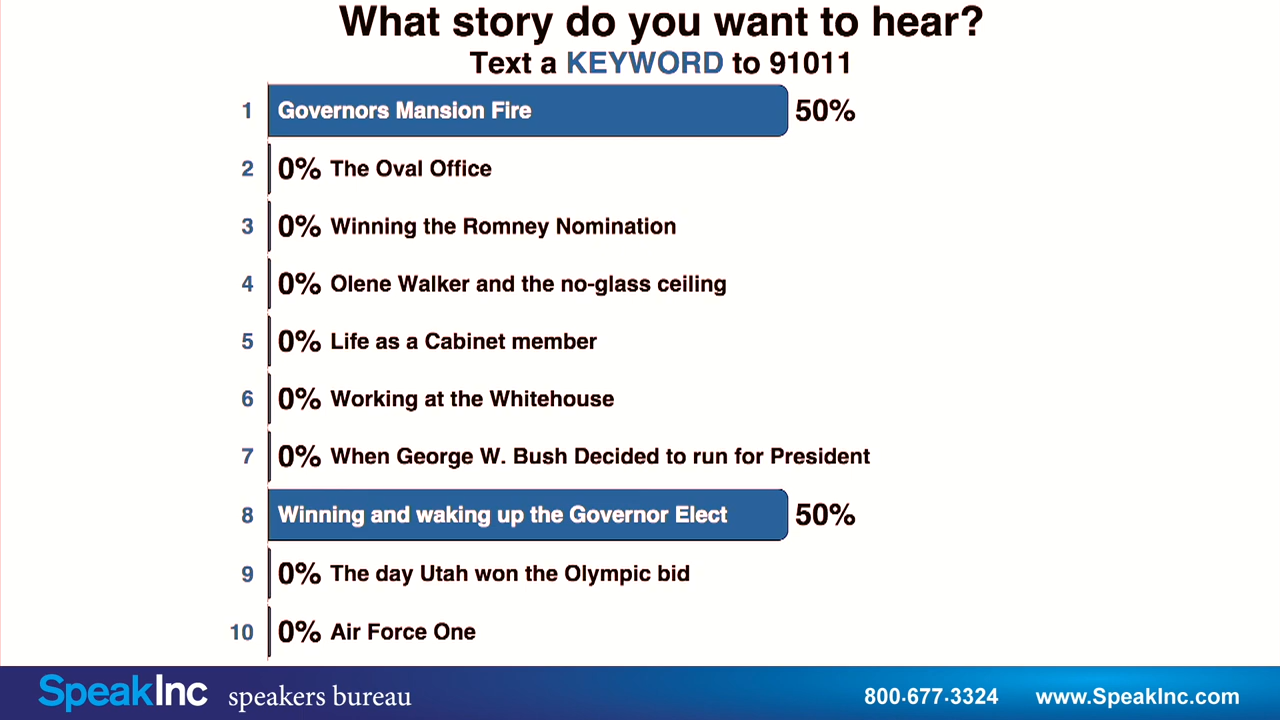 What story do you want to hear?
Text a KEYWORD to 91011
1 Governors Mansion Fire 50%
2 0% The Oval Office
3 0% Winning the Romney Nomination
4 0% Olene Walker and the no-glass ceiling
5 0% Life as a Cabinet member
6 0% Working at the Whitehouse
7 0% When George W. Bush Decided to run for President
8 Winning and waking up the Governor Elect 50%
9 0% The day Utah won the Olympic bid
10 0% Air Force One
SpeakInc speakers bureau 800-677-3324 www.SpeakInc.com